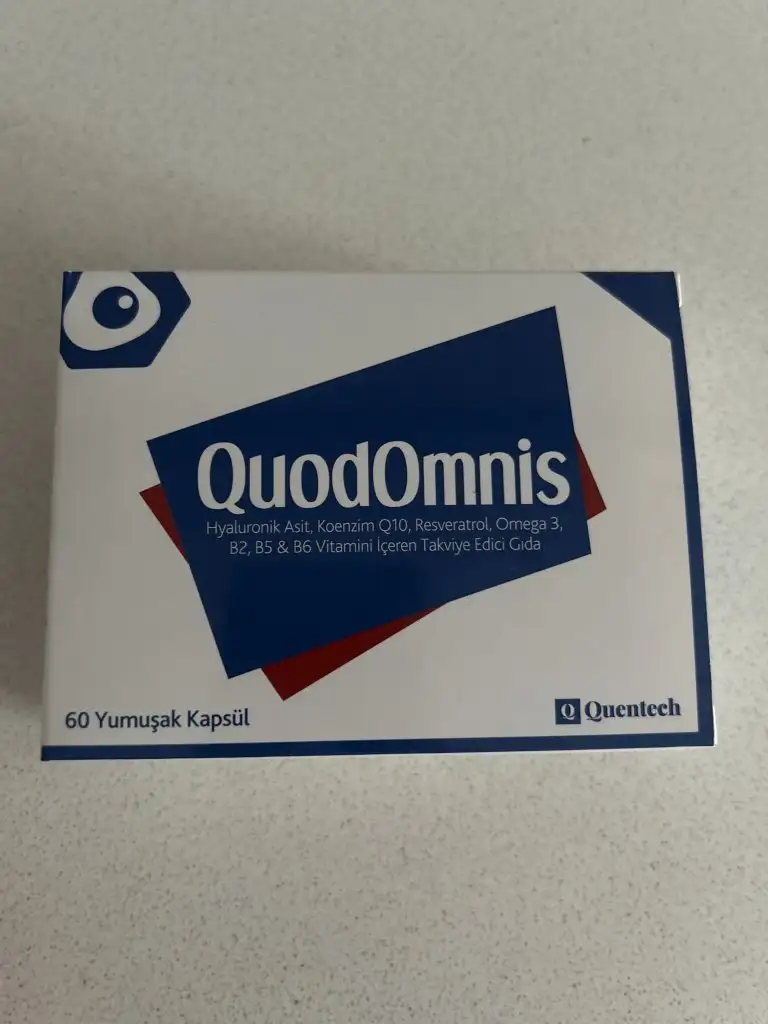 QuodOmnis
Hyaluronik Asit, Koenzim Q10, Resveratrol, Omega 3,
B2, B5 & B6 Vitamini İçeren Takviye Edici Gıda
60 Yumuşak Kapsül
Q Quentech